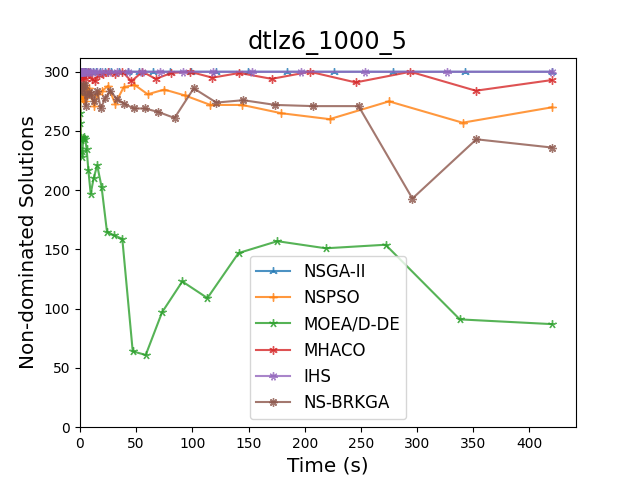 dtlz6_1000_5
Non-dominated Solutions
300
250
200
150
100
50
0
NSGA-II
NSPSO
MOEA/D-DE
MHACO
IHS
NS-BRKGA
0 50 100 150 200 250 300 350 400
Time (s)